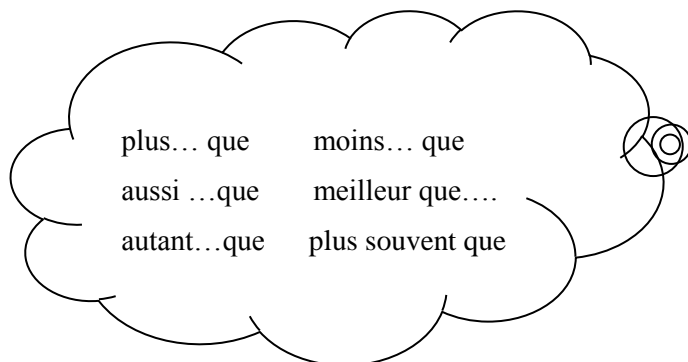 plus… que moins… que
aussi …que meilleur que….
autant…que plus souvent que